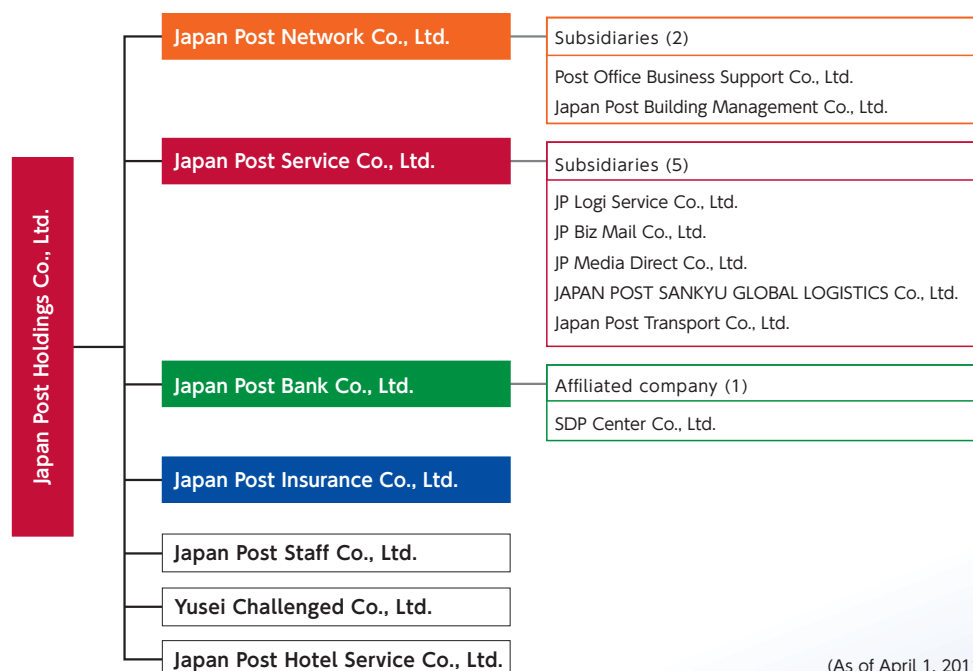 Japan Post Holdings Co., Ltd.
Japan Post Network Co., Ltd.
Subsidiaries (2)
Post Office Business Support Co., Ltd.
Japan Post Building Management Co., Ltd.
Japan Post Service Co., Ltd.
Subsidiaries (5)
JP Logi Service Co., Ltd.
JP Biz Mail Co., Ltd.
JP Media Direct Co., Ltd.
JAPAN POST SANKYU GLOBAL LOGISTICS Co., Ltd.
Japan Post Transport Co., Ltd.
Japan Post Bank Co., Ltd.
Affiliated company (1)
SDP Center Co., Ltd.
Japan Post Insurance Co., Ltd.
Japan Post Staff Co., Ltd.
Yusei Challenged Co., Ltd.
Japan Post Hotel Service Co., Ltd.
(As of April 1, 201